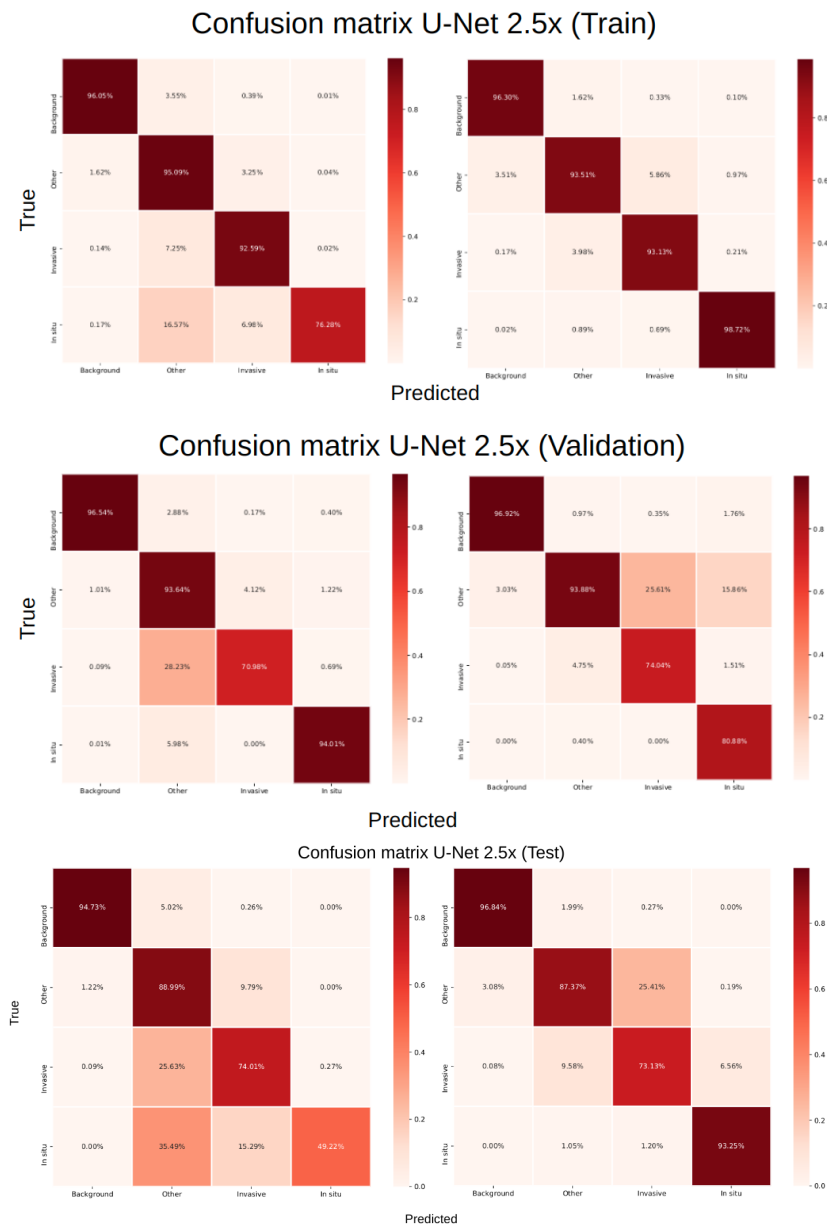 Confusion matrix U-Net 2.5x (Train)
True
Background
96.05% 3.55% 0.39% 0.01%
Other
1.62% 95.09% 3.25% 0.04%
Invasive
0.14% 7.25% 92.59% 0.02%
In situ
0.17% 16.57% 6.98% 76.28%
Background Other Invasive In situ
0.8
0.6
0.4
0.2
Background
96.30% 1.62% 0.33% 0.10%
Other
3.51% 93.51% 5.86% 0.97%
Invasive
0.17% 3.98% 93.13% 0.21%
In situ
0.02% 0.89% 0.69% 98.72%
Background Other Invasive In situ
0.8
0.6
0.4
0.2
Predicted
Confusion matrix U-Net 2.5x (Validation)
True
Background
96.54% 2.88% 0.17% 0.40%
Other
1.01% 93.64% 4.12% 1.22%
Invasive
0.09% 28.23% 70.98% 0.69%
In situ
0.01% 5.98% 0.00% 94.01%
Background Other Invasive In situ
0.8
0.6
0.4
0.2
Background
96.92% 0.97% 0.35% 1.76%
Other
3.03% 93.88% 25.61% 15.86%
Invasive
0.05% 4.75% 74.04% 1.51%
In situ
0.00% 0.40% 0.00% 80.88%
Background Other Invasive In situ
0.8
0.6
0.4
0.2
Predicted
Confusion matrix U-Net 2.5x (Test)
True
Background
94.73% 5.02% 0.26% 0.00%
Other
1.22% 88.99% 9.79% 0.00%
Invasive
0.09% 25.63% 74.01% 0.27%
In situ
0.00% 35.49% 15.29% 49.22%
Background Other Invasive In situ
0.8
0.6
0.4
0.2
0.0
Background
96.84% 1.99% 0.27% 0.00%
Other
3.08% 87.37% 25.41% 0.19%
Invasive
0.08% 9.58% 73.13% 6.56%
In situ
0.00% 1.05% 1.20% 93.25%
Background Other Invasive In situ
0.8
0.6
0.4
0.2
0.0
Predicted